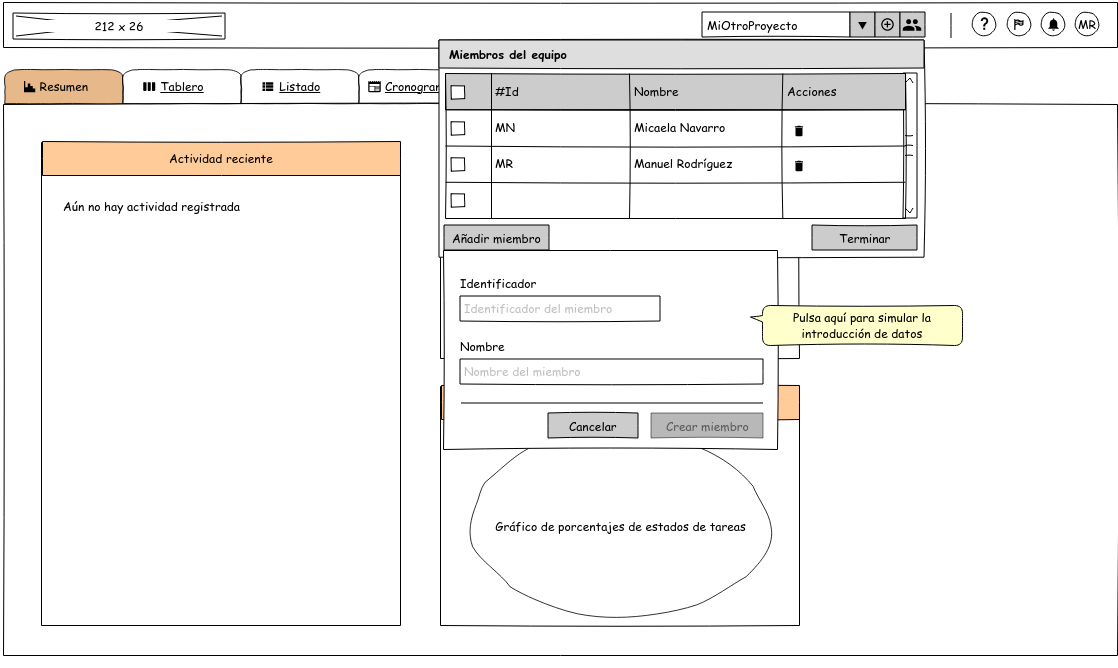 212 x 26
MiOtroProyecto
?
MR
Miembros del equipo
Resumen
Tablero
Listado
Cronogran
#Id
Nombre
Acciones
MN
Micaela Navarro
MR
Manuel Rodríguez
Actividad reciente
Aún no hay actividad registrada
Añadir miembro
Terminar
Identificador
Identificador del miembro
Pulsa aquí para simular la
introducción de datos
Nombre
Nombre del miembro
Cancelar
Crear miembro
Gráfico de porcentajes de estados de tareas